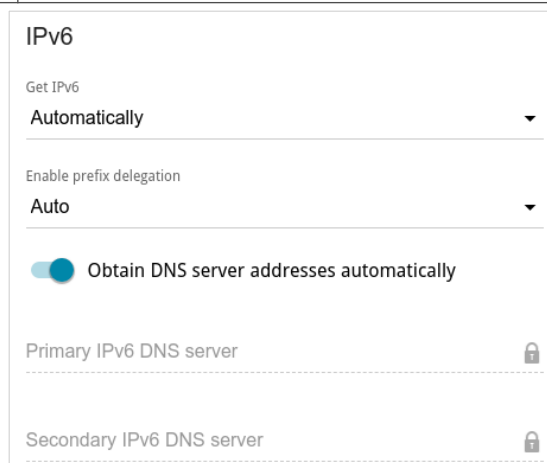 IPv6
Get IPv6
Automatically
Enable prefix delegation
Auto
Obtain DNS server addresses automatically
Primary IPv6 DNS server
Secondary IPv6 DNS server